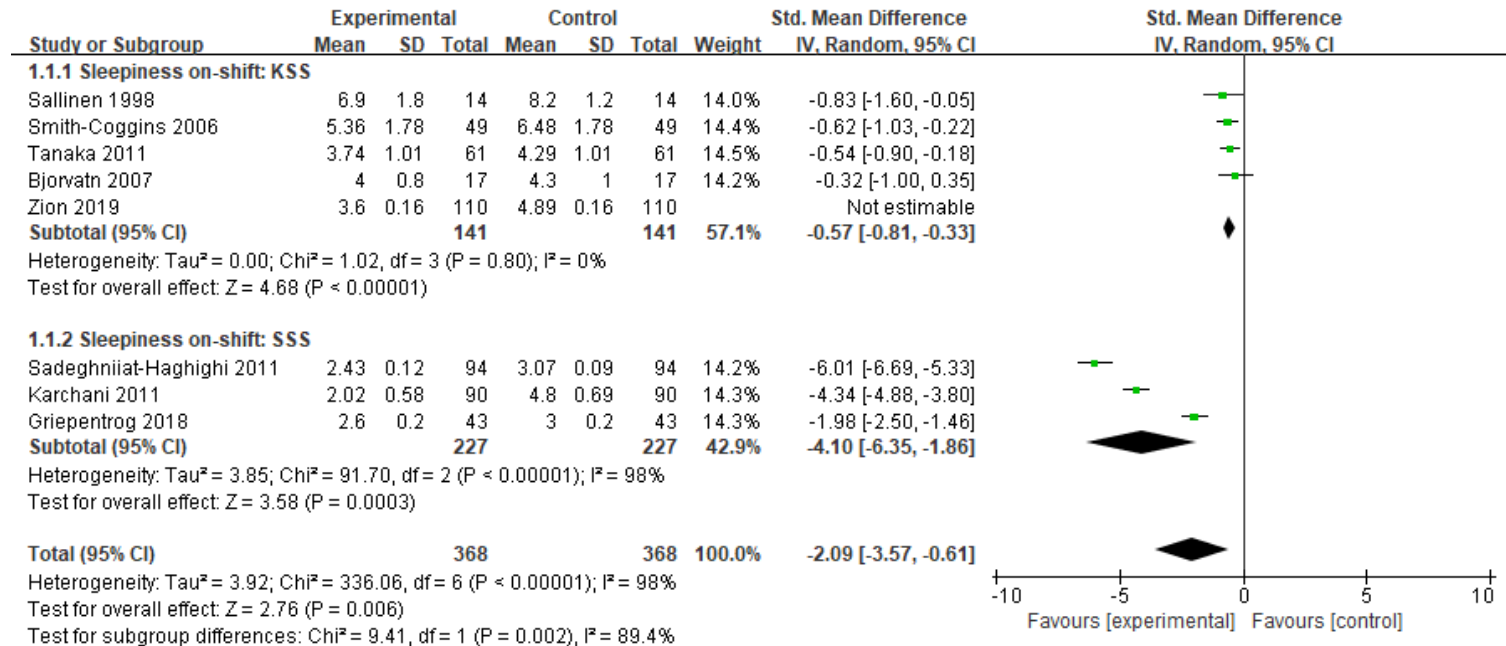 Experimental Control Std. Mean Difference Std. Mean Difference
Study or Subgroup Mean SD Total Mean SD Total Weight IV, Random, 95% CI IV, Random, 95% CI
1.1.1 Sleepiness on-shift: KSS
Sallinen 1998 6.9 1.8 14 8.2 1.2 14 14.0% -0.83 [-1.60, -0.05]
Smith-Coggins 2006 5.36 1.78 49 6.48 1.78 49 14.4% -0.62 [-1.03, -0.22]
Tanaka 2011 3.74 1.01 61 4.29 1.01 61 14.5% -0.54 [-0.90, -0.18]
Bjorvatn 2007 4 0.8 17 4.3 1 17 14.2% -0.32 [-1.00, 0.35]
Zion 2019 3.6 0.16 110 4.89 0.16 110 Not estimable
Subtotal (95% CI) 141 141 57.1% -0.57 [-0.81, -0.33]
Heterogeneity: Tau² = 0.00; Chi² = 1.02, df = 3 (P = 0.80); I² = 0%
Test for overall effect: Z = 4.68 (P < 0.00001)
1.1.2 Sleepiness on-shift: SSS
Sadeghniiat-Haghighi 2011 2.43 0.12 94 3.07 0.09 94 14.2% -6.01 [-6.69, -5.33]
Karchani 2011 2.02 0.58 90 4.8 0.69 90 14.3% -4.34 [-4.88, -3.80]
Griepentrog 2018 2.6 0.2 43 3 0.2 43 14.3% -1.98 [-2.50, -1.46]
Subtotal (95% CI) 227 227 42.9% -4.10 [-6.35, -1.86]
Heterogeneity: Tau² = 3.85; Chi² = 91.70, df = 2 (P < 0.00001); I² = 98%
Test for overall effect: Z = 3.58 (P = 0.0003)
Total (95% CI) 368 368 100.0% -2.09 [-3.57, -0.61]
Heterogeneity: Tau² = 3.92; Chi² = 336.06, df = 6 (P < 0.00001); I² = 98%
Test for overall effect: Z = 2.76 (P = 0.006)
Test for subgroup differences: Chi² = 9.41, df = 1 (P = 0.002), I² = 89.4%
-10 -5 0 5 10
Favours [experimental] Favours [control]